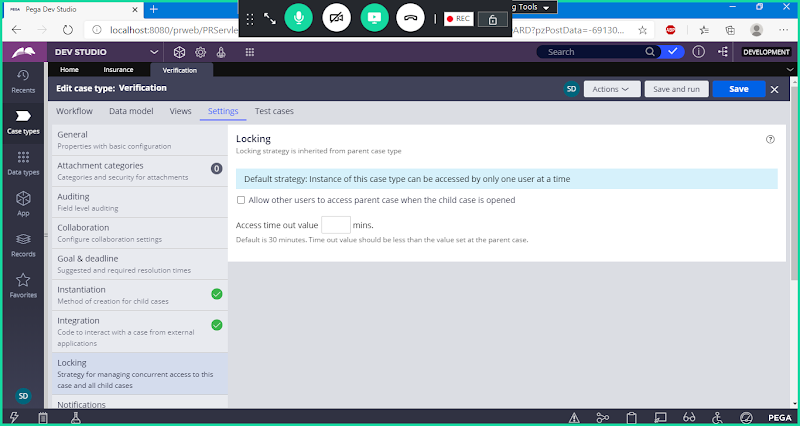 PEGA Pega Dev Studio
localhost:8080/prweb/PRServle
g Tools
REC
ARD?pzPostData=-69130...
DEV STUDIO
Search
DEVELOPMENT
Recents
Case types
Data types
App
Records
Favorites
SD
Home Insurance Verification
Edit case type: Verification
SD Actions Save and run Save
Workflow Data model Views Settings Test cases
General
Properties with basic configuration
Attachment categories 0
Categories and security for attachments
Auditing
Field level auditing
Collaboration
Configure collaboration settings
Goal & deadline
Suggested and required resolution times
Instantiation
Method of creation for child cases
Integration
Code to interact with a case from external
applications
Locking
Strategy for managing concurrent access to this
case and all child cases
Notifications
Locking
Locking strategy is inherited from parent case type
Default strategy: Instance of this case type can be accessed by only one user at a time
Allow other users to access parent case when the child case is opened
Access time out value mins.
Default is 30 minutes. Time out value should be less than the value set at the parent case.
PEGA